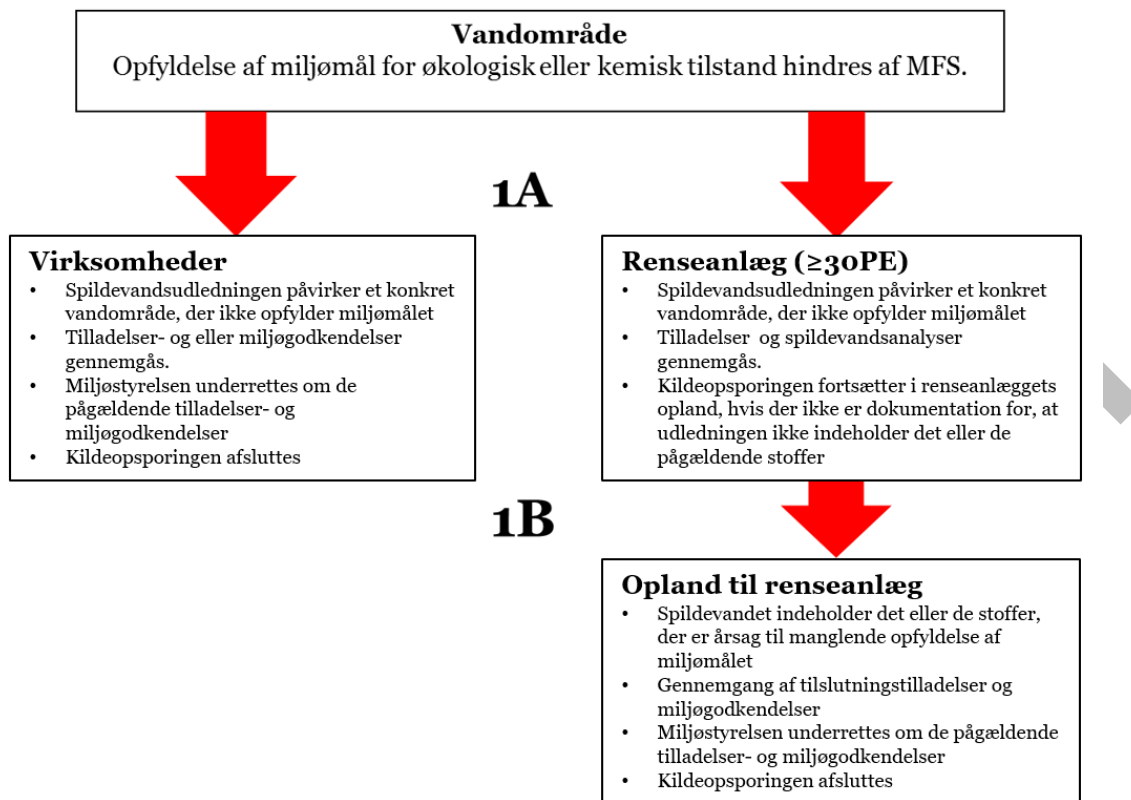 Vandområde
Opfyldelse af miljømål for økologisk eller kemisk tilstand hindres af MFS.
1A
Virksomheder
• Spildevandsudledningen påvirker et konkret
vandområde, der ikke opfylder miljømålet
• Tilladelser- og eller miljøgodkendelser
gennemgås.
• Miljøstyrelsen underrettes om de
pågældende tilladelser- og
miljøgodkendelser
• Kildeopsporingen afsluttes
Renseanlæg (≥30PE)
• Spildevandsudledningen påvirker et konkret
vandområde, der ikke opfylder miljømålet
• Tilladelser og spildevandsanalyser
gennemgås.
• Kildeopsporingen fortsætter i renseanlæggets
opland, hvis der ikke er dokumentation for, at
udledningen ikke indeholder det eller de
pågældende stoffer
1B
Opland til renseanlæg
• Spildevandet indeholder det eller de stoffer,
der er årsag til manglende opfyldelse af
miljømålet
• Gennemgang af tilslutningstilladelser og
miljøgodkendelser
• Miljøstyrelsen underrettes om de pågældende
tilladelser- og miljøgodkendelser
• Kildeopsporingen afsluttes